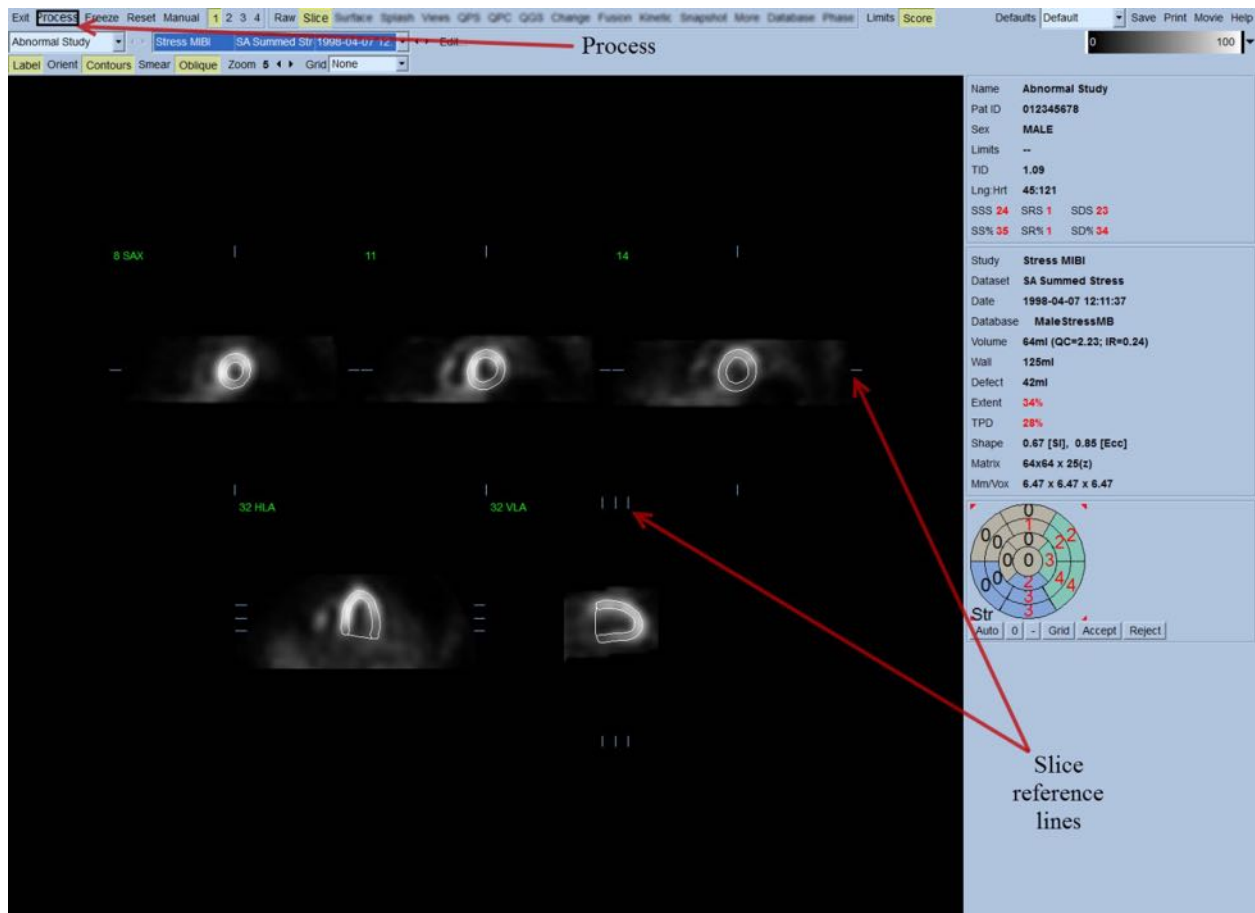 Exit Process Freeze Reset Manual 1 2 3 4 Raw Slice Surface Splash Views QPS QPC QGS Change Fusion Kinetic Snapshot More Database Phase Limits Score Defaults Default Save Print Movie Help
Abnormal Study Stress MIBI SA Summed Str 1998-04-07 12: Edit... 0 100
Process
Label Orient Contours Smear Oblique Zoom 5 Grid None
Name Abnormal Study
Pat ID 012345678
Sex MALE
Limits --
TID 1.09
Lng:Hrt 45:121
SSS 24 SRS 1 SDS 23
SS% 35 SR% 1 SD% 34
8 SAX 11 14
Study Stress MIBI
Dataset SA Summed Stress
Date 1998-04-07 12:11:37
Database MaleStressMB
Volume 64ml (QC=2.23; IR=0.24)
Wall 125ml
Defect 42ml
Extent 34%
TPD 28%
Shape 0.67 [SI], 0.85 [Ecc]
Matrix 64x64 x 25(z)
Mm/Vox 6.47 x 6.47 x 6.47
32 HLA 32 VLA
0
1
0 0 0 2 2
0 0 0 3
0 0 2 4 4
3
3
Str
Auto 0 - Grid Accept Reject
Slice
reference
lines